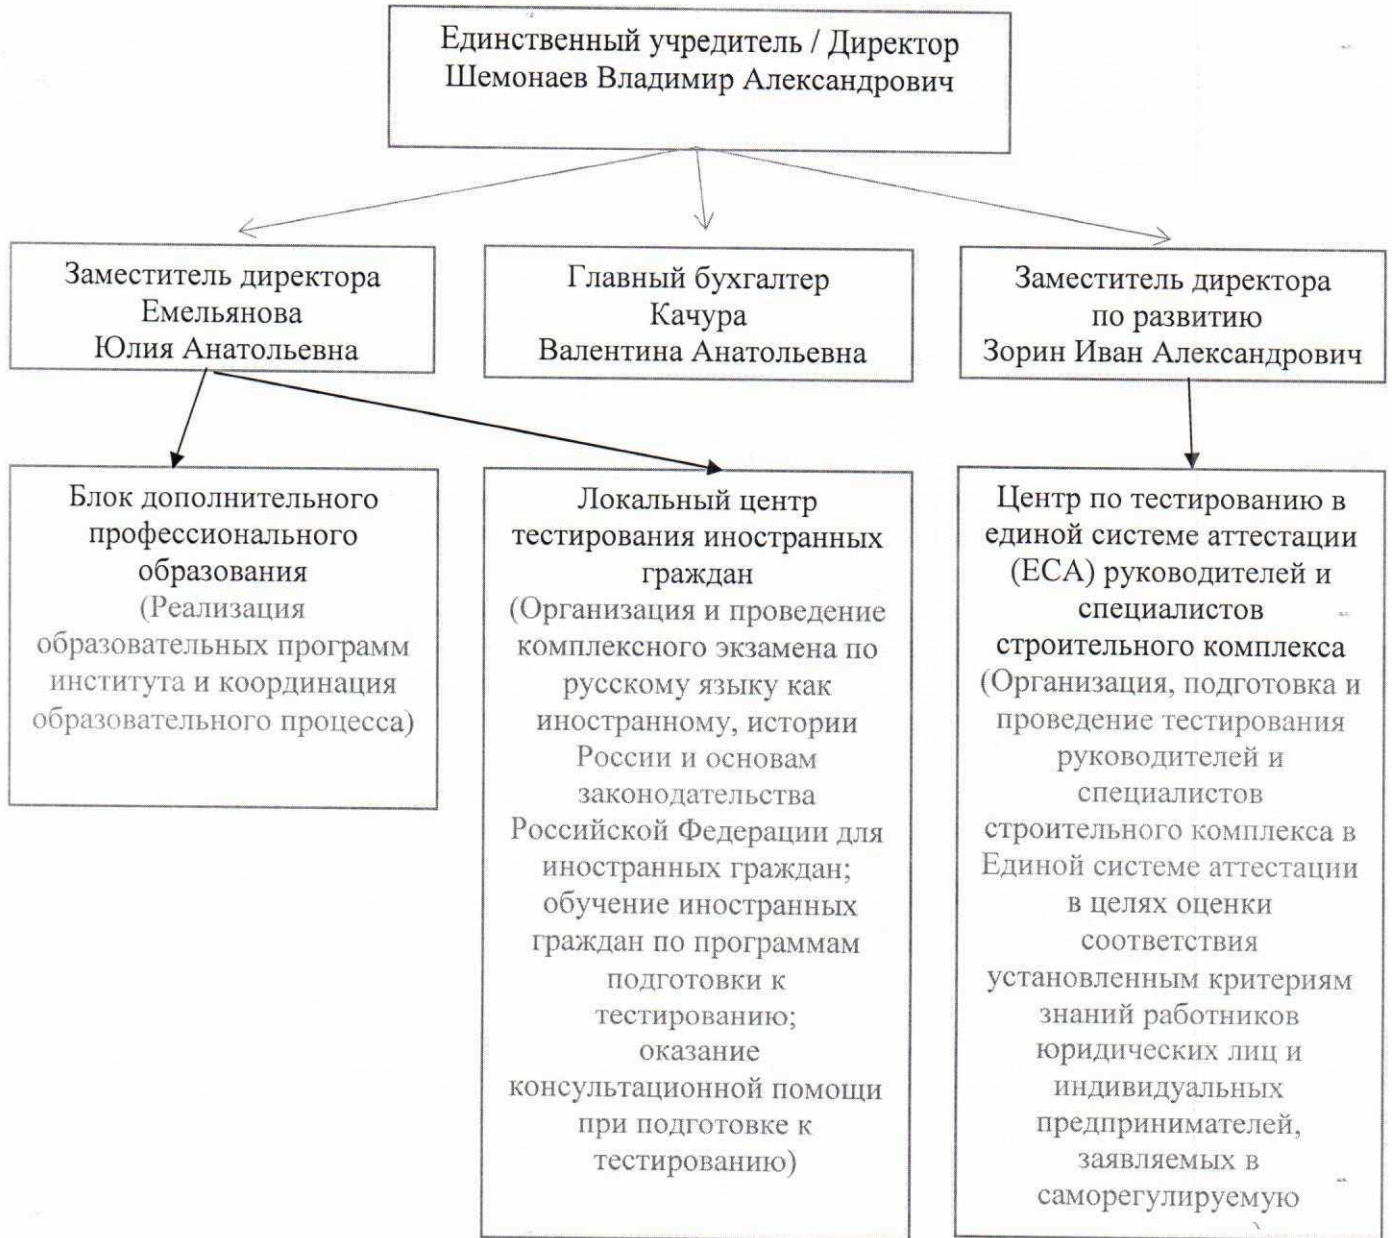 Единственный учредитель / Директор
Шемонаев Владимир Александрович
Заместитель директора
Емельянова
Юлия Анатольевна
Главный бухгалтер
Качура
Валентина Анатольевна
Заместитель директора
по развитию
Зорин Иван Александрович
Блок дополнительного
профессионального
образования
(Реализация
образовательных программ
института и координация
образовательного процесса)
Локальный центр
тестирования иностранных
граждан
(Организация и проведение
комплексного экзамена по
русскому языку как
иностранному, истории
России и основам
законодательства
Российской Федерации для
иностранных граждан;
обучение иностранных
граждан по программам
подготовки к
тестированию;
оказание
консультационной помощи
при подготовке к
тестированию)
Центр по тестированию в
единой системе аттестации
(ЕСА) руководителей и
специалистов
строительного комплекса
(Организация, подготовка и
проведение тестирования
руководителей и
специалистов
строительного комплекса в
Единой системе аттестации
в целях оценки
соответствия
установленным критериям
знаний работников
юридических лиц и
индивидуальных
предпринимателей,
заявляемых в
саморегулируемую